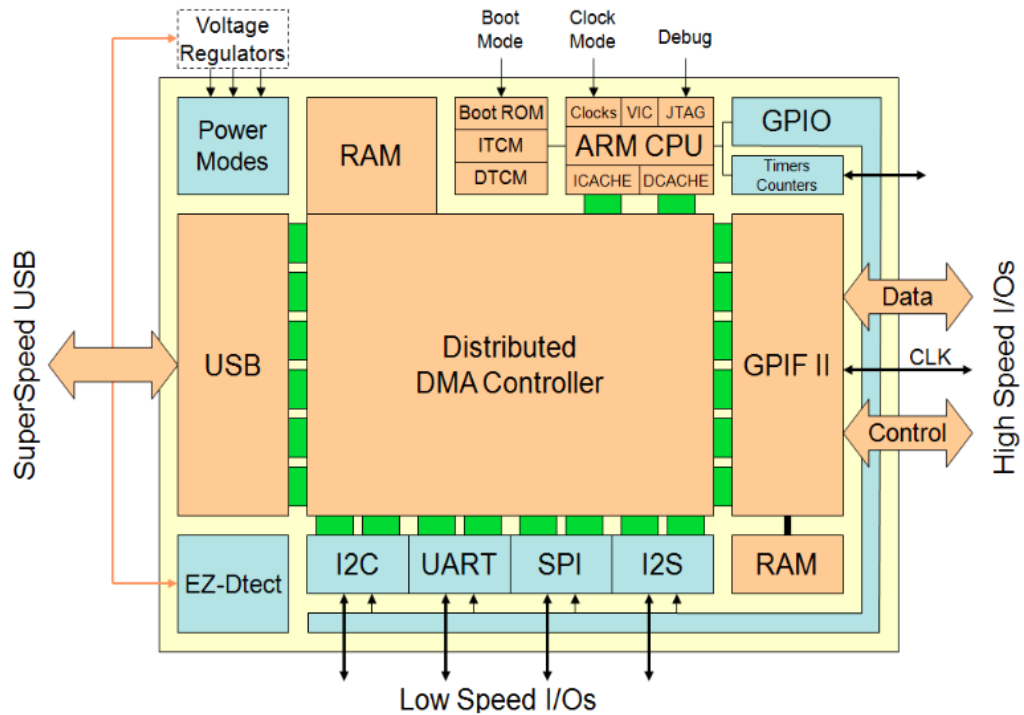 Voltage
Regulators
Boot
Mode
Clock
Mode
Debug
Power
Modes
RAM
Boot ROM
ITCM
DTCM
Clocks
VIC
JTAG
ARM CPU
ICACHE
DCACHE
GPIO
Timers
Counters
SuperSpeed USB
USB
Distributed
DMA Controller
GPIF II
Data
CLK
Control
High Speed I/Os
EZ-Dtect
I2C
UART
SPI
I2S
RAM
Low Speed I/Os